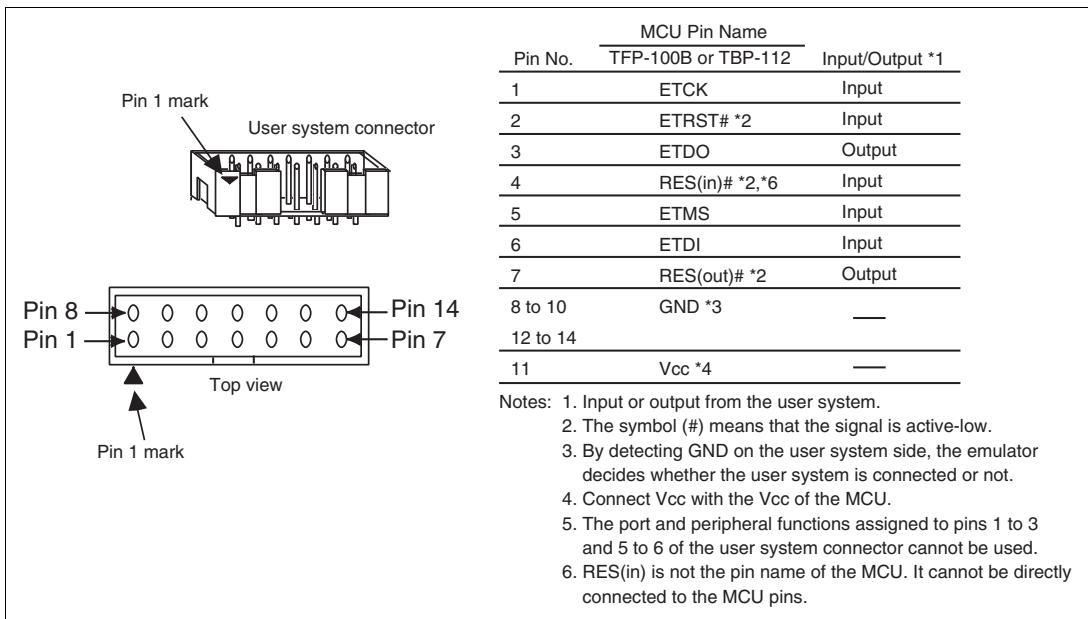 Pin 1 mark
User system connector
Pin 8
Pin 14
Pin 1
Pin 7
Top view
Pin 1 mark
MCU Pin Name
Pin No. TFP-100B or TBP-112 Input/Output *1
1 ETCK Input
2 ETRST# *2 Input
3 ETDO Output
4 RES(in)# *2,*6 Input
5 ETMS Input
6 ETDI Input
7 RES(out)# *2 Output
8 to 10 GND *3 —
12 to 14
11 Vcc *4 —
Notes: 1. Input or output from the user system.
2. The symbol (#) means that the signal is active-low.
3. By detecting GND on the user system side, the emulator
decides whether the user system is connected or not.
4. Connect Vcc with the Vcc of the MCU.
5. The port and peripheral functions assigned to pins 1 to 3
and 5 to 6 of the user system connector cannot be used.
6. RES(in) is not the pin name of the MCU. It cannot be directly
connected to the MCU pins.